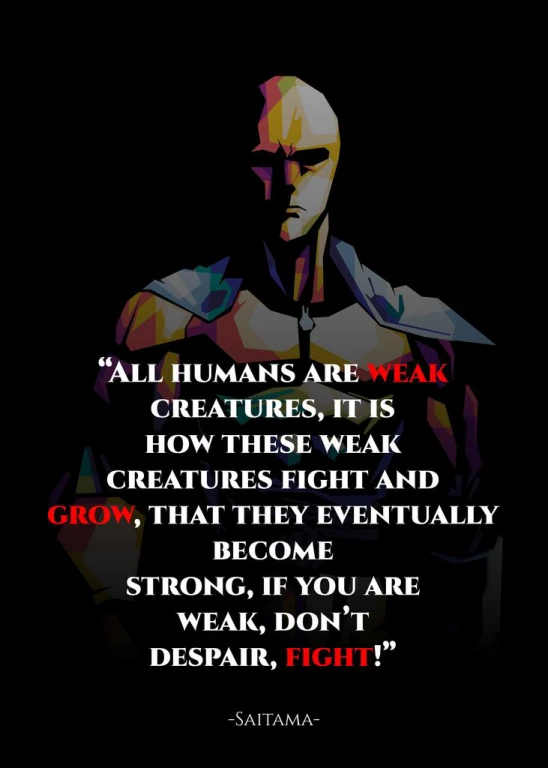 “All humans are weak
creatures, it is
how these weak
creatures fight and
grow, that they eventually
become
strong, if you are
weak, don’t
despair, fight!”
-Saitama-